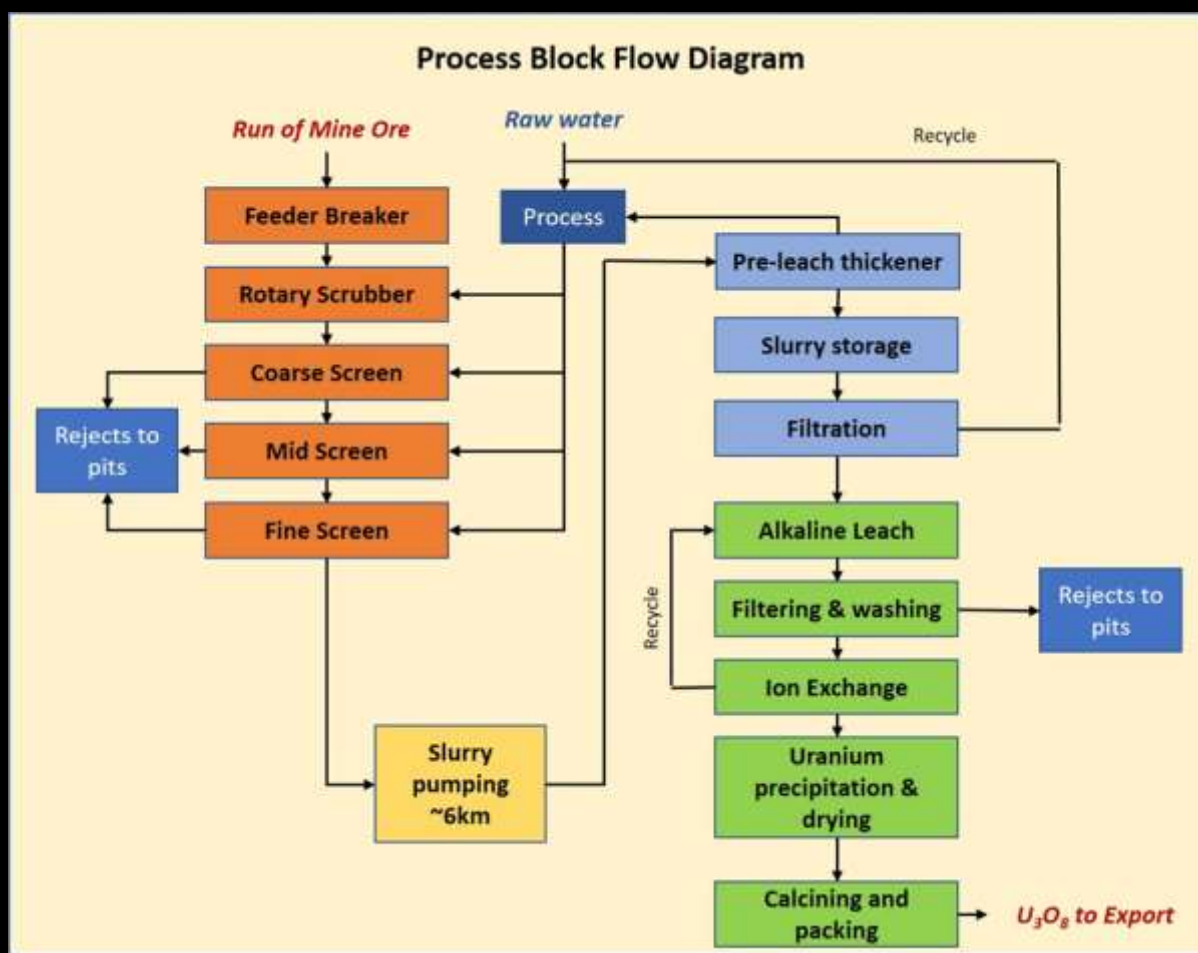 Process Block Flow Diagram
Run of Mine Ore
Raw water
Recycle
Feeder Breaker
Process
Rotary Scrubber
Pre-leach thickener
Coarse Screen
Slurry storage
Rejects to
pits
Mid Screen
Filtration
Fine Screen
Alkaline Leach
Recycle
Filtering & washing
Rejects to
pits
Ion Exchange
Slurry
pumping
~6km
Uranium
precipitation &
drying
Calcining and
packing
U₃O₈ to Export